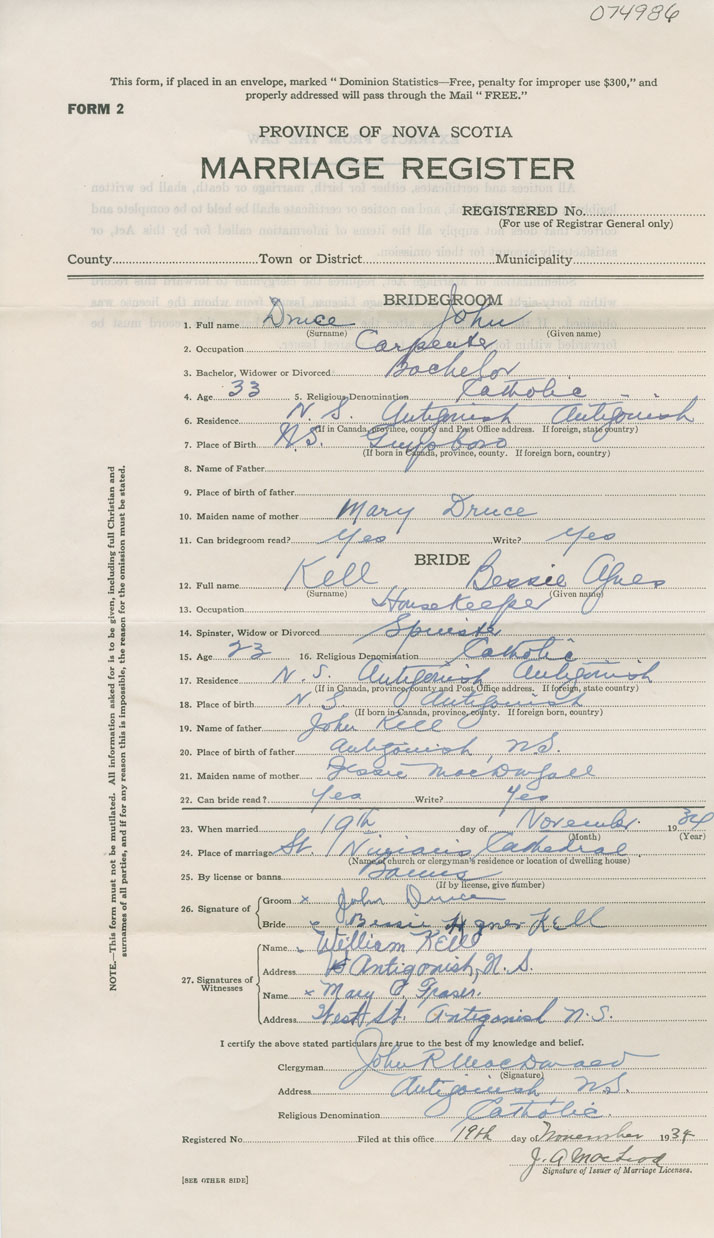 074986
This form, if placed in an envelope, marked "Dominion Statistics—Free, penalty for improper use $300," and
properly addressed will pass through the Mail "FREE."
FORM 2
PROVINCE OF NOVA SCOTIA
MARRIAGE REGISTER
REGISTERED No.
(For use of Registrar General only)
County Town or District Municipality
BRIDEGROOM
1. Full name Druce John
(Surname) (Given name)
2. Occupation Carpenter
3. Bachelor, Widower or Divorced Bachelor
4. Age 33 5. Religious Denomination Catholic
6. Residence N. S. Antigonish Antigonish
(If in Canada, province, county and Post Office address. If foreign, state country)
7. Place of Birth N.S. Guysboro
(If born in Canada, province, county. If foreign born, country)
8. Name of Father
9. Place of birth of father
10. Maiden name of mother Mary Druce
11. Can bridegroom read? Yes Write? Yes
BRIDE
12. Full name Kell Bessie Agnes
(Surname) (Given name)
13. Occupation Housekeeper
14. Spinster, Widow or Divorced Spinster
15. Age 23 16. Religious Denomination Catholic
17. Residence N. S. Antigonish Antigonish
(If in Canada, province, county and Post Office address. If foreign, state country)
18. Place of birth N. S. Antigonish
(If born in Canada, province, county. If foreign born, country)
19. Name of father John Kell
20. Place of birth of father Antigonish, N.S.
21. Maiden name of mother Jessie MacDougall
22. Can bride read? Yes Write? Yes
23. When married 19th day of November 1934
(Month) (Year)
24. Place of marriage St. Ninian's Cathedral
(Name of church or clergyman's residence or location of dwelling house)
25. By license or banns Banns
(If by license, give number)
26. Signature of Groom x John Druce
Bride Bessie Agnes Kell
27. Signatures of Witnesses
Name William Kell
Address Antigonish, N. S.
Name x Mary C. Fraser.
Address West St. Antigonish N.S.
I certify the above stated particulars are true to the best of my knowledge and belief.
Clergyman John R MacDonald
(Signature)
Address Antigonish N.S.
Religious Denomination Catholic.
Registered No. Filed at this office 19th day of November 1934
J. A. MacLeod
Signature of Issuer of Marriage Licenses.
[SEE OTHER SIDE]
NOTE.—This form must not be mutilated. All information asked for is to be given, including full Christian and
surnames of all parties, and if for any reason this is impossible, the reason for the omission must be stated.